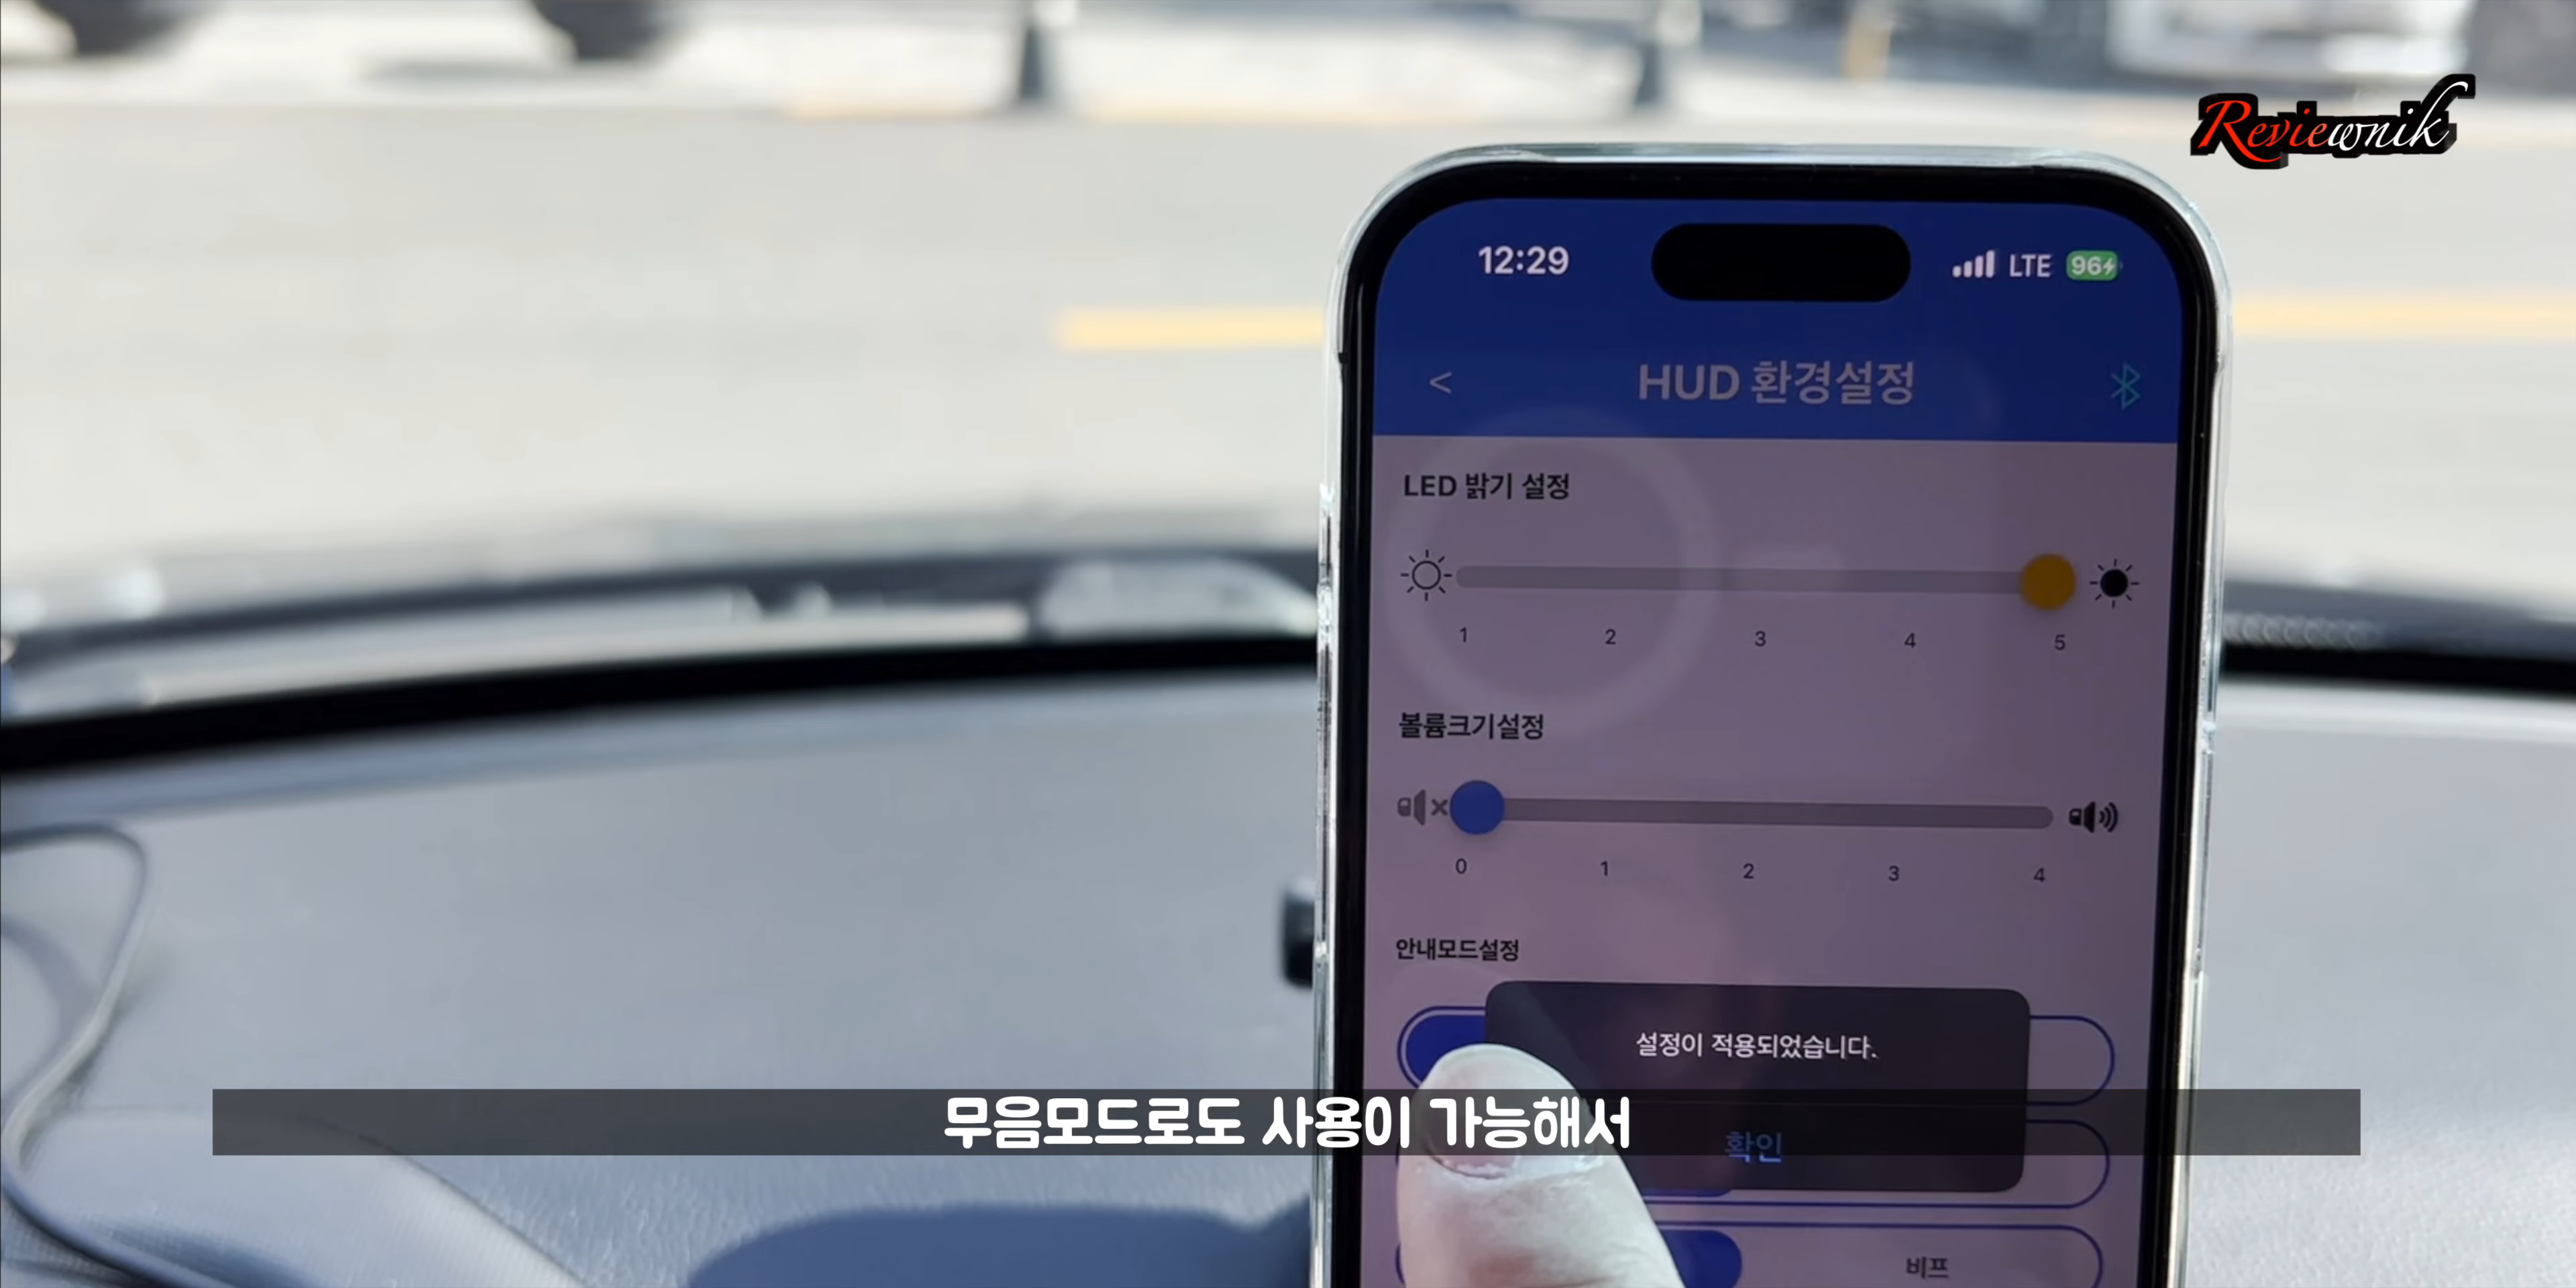 Reviewnik
12:29
LTE 96
< HUD 환경설정
LED 밝기 설정
1 2 3 4 5
볼륨크기설정
0 1 2 3 4
안내모드설정
설정이 적용되었습니다.
무음모드로도 사용이 가능해서
확인
비프